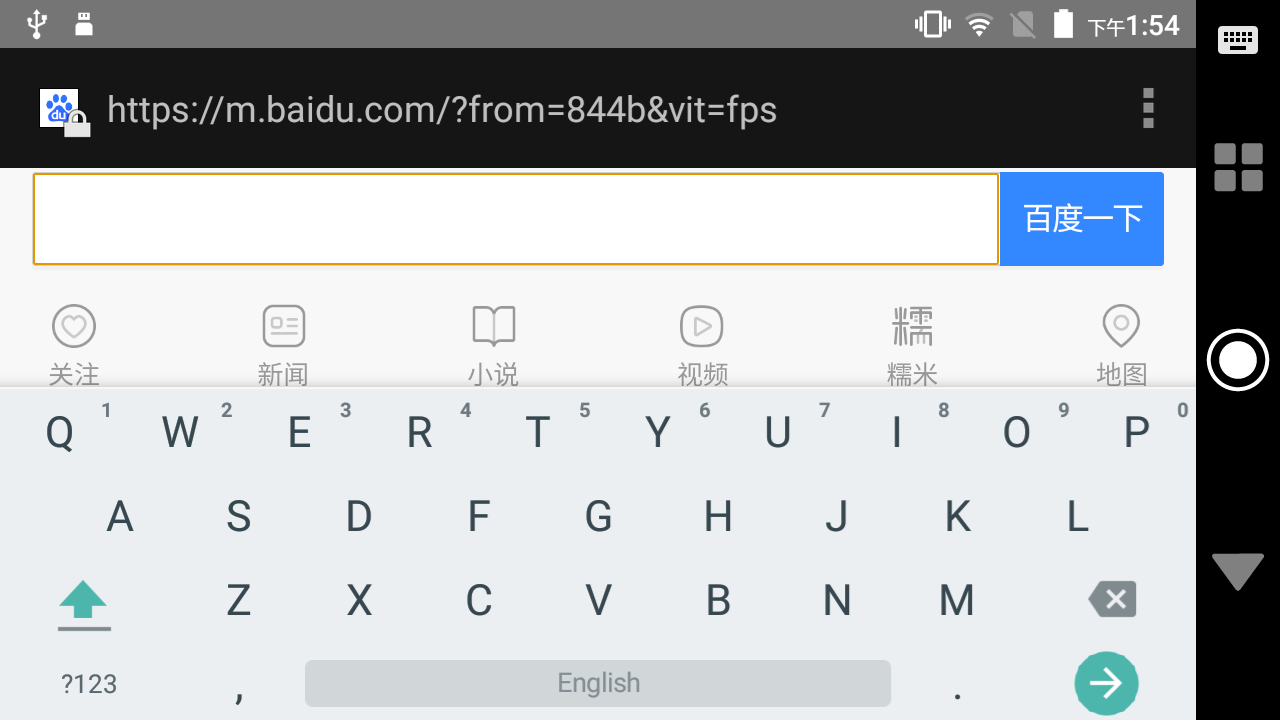 下午1:54
du
https://m.baidu.com/?from=844b&vit=fps
百度一下
关注 新闻 小说 视频 糯米 地图
糯
Q 1 W 2 E 3 R 4 T 5 Y 6 U 7 I 8 O 9 P 0
A S D F G H J K L
Z X C V B N M
?123 , English .